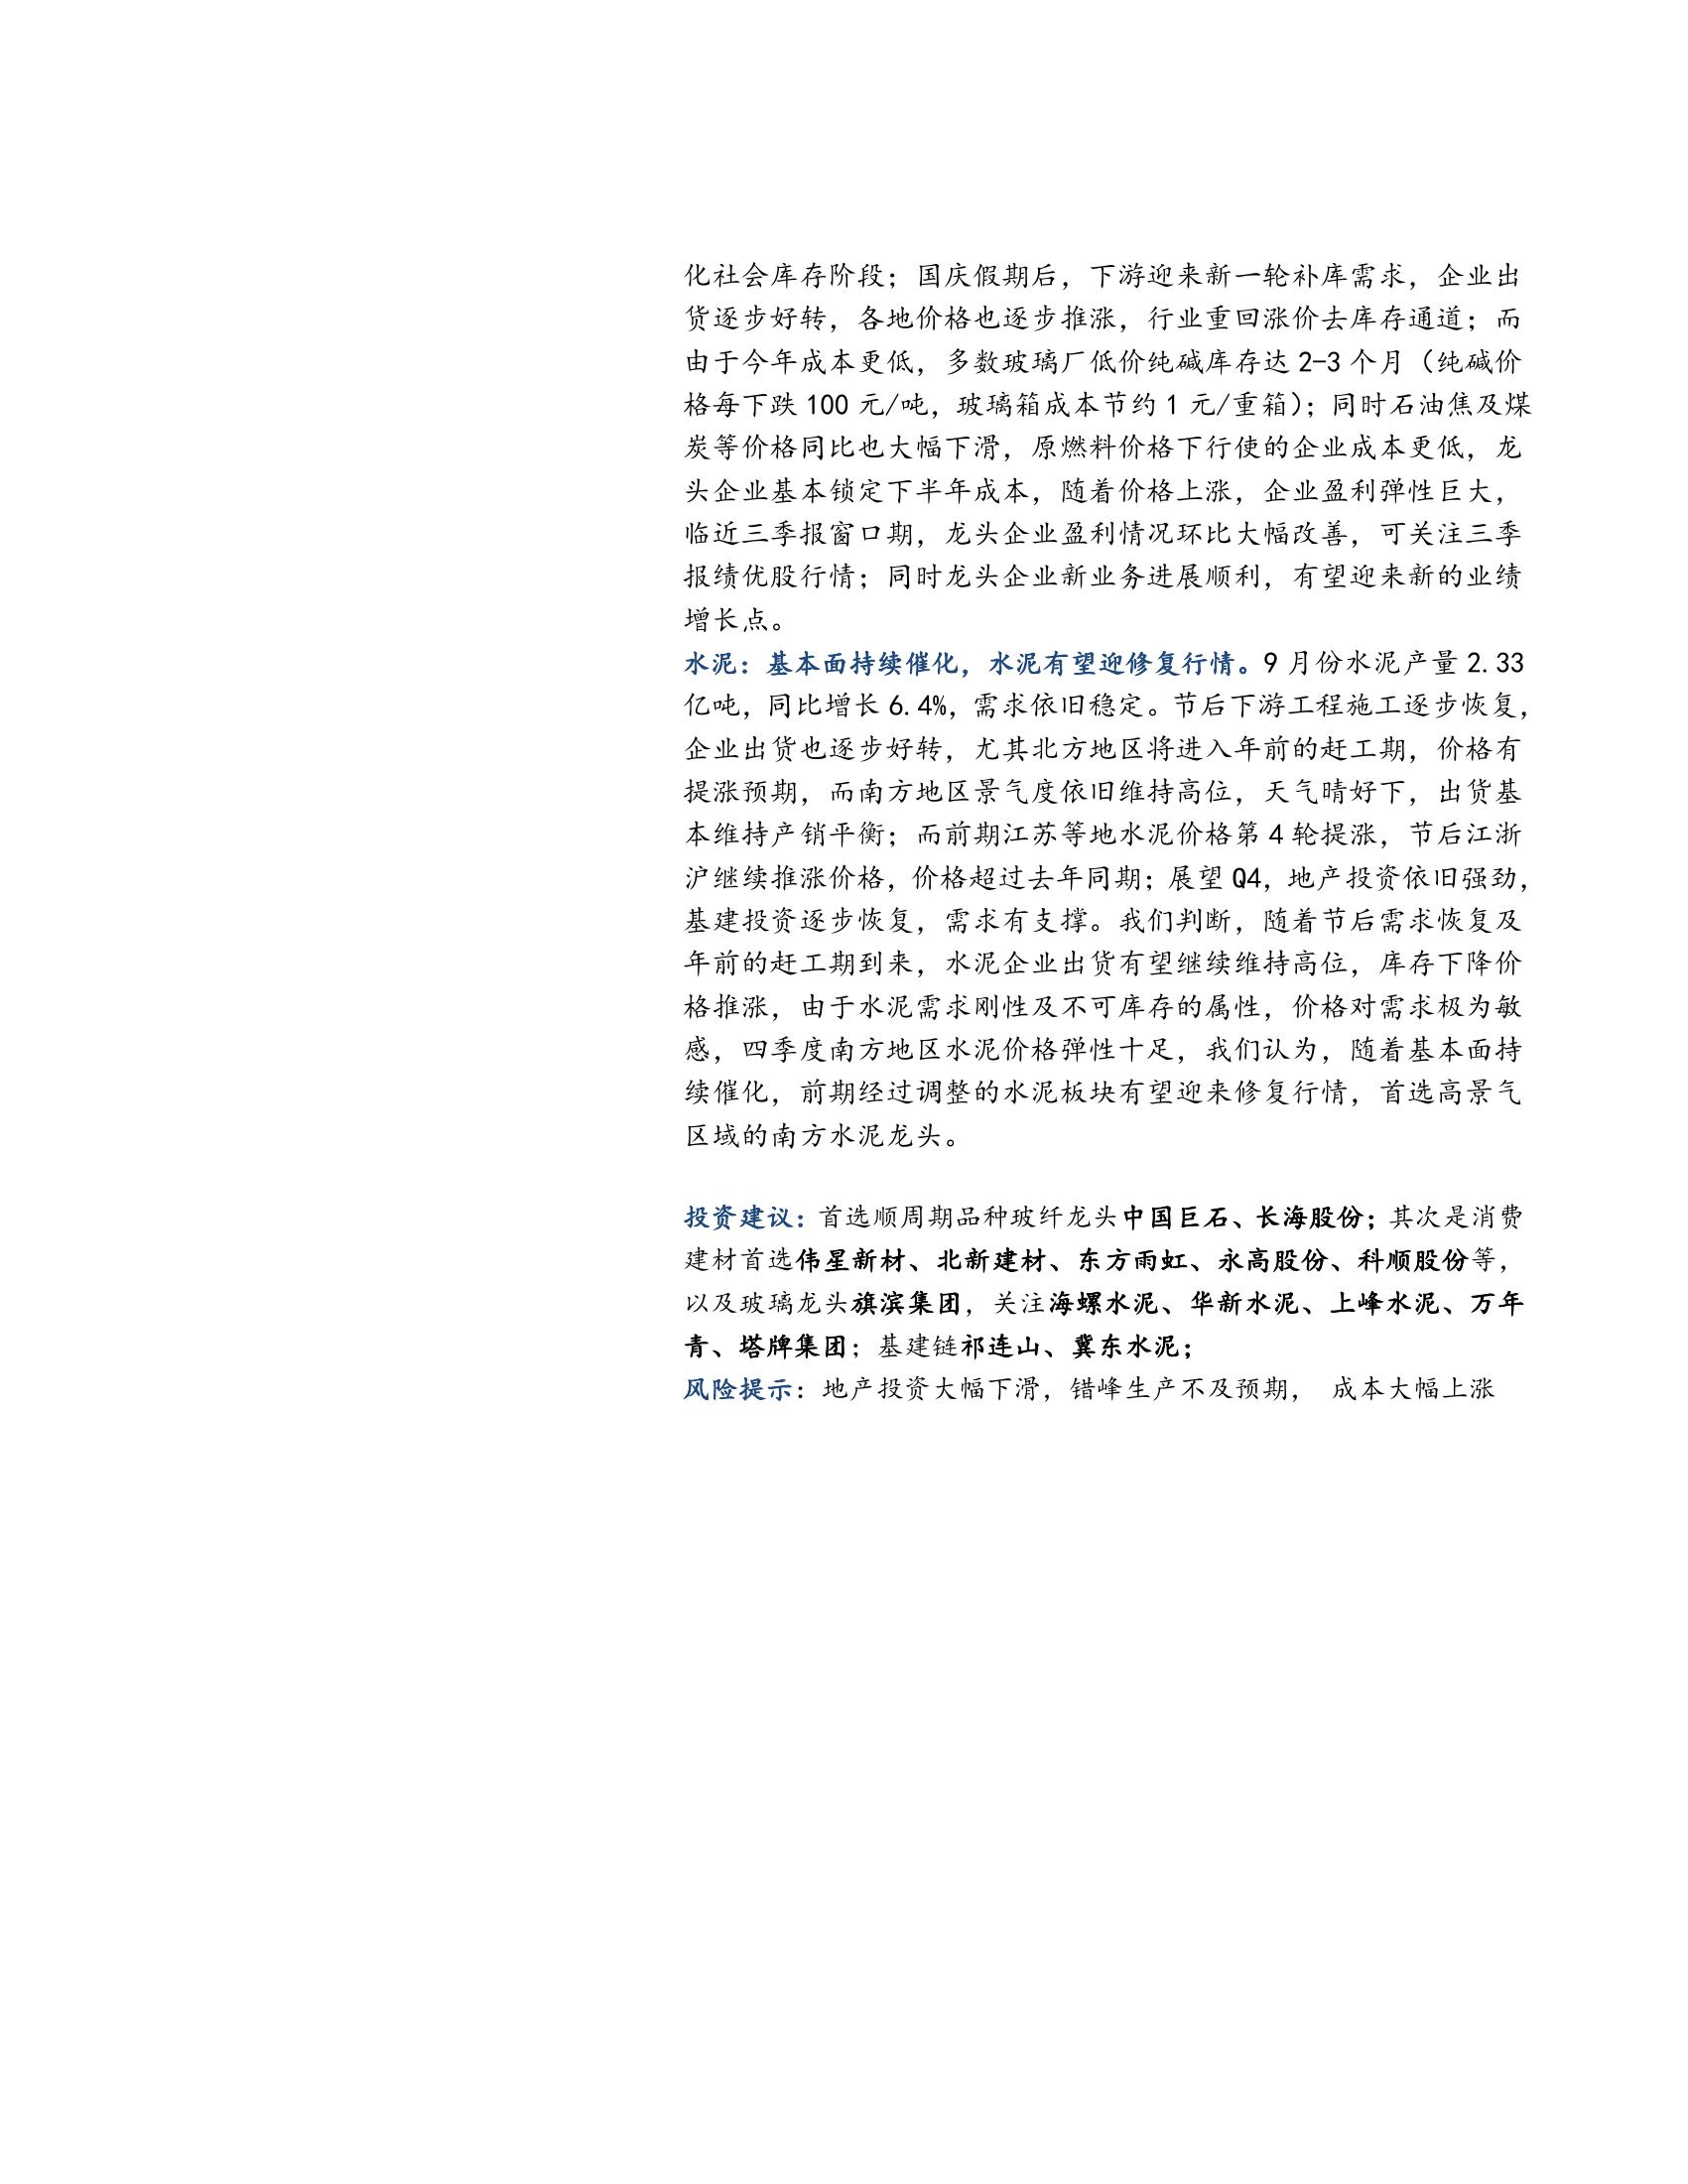 化社会库存阶段；国庆假期后，下游迎来新一轮补库需求，企业出
货逐步好转，各地价格也逐步推涨，行业重回涨价去库存通道；而
由于今年成本更低，多数玻璃厂低价纯碱库存达 2-3 个月（纯碱价
格每下跌 100 元/吨，玻璃箱成本节约 1 元/重箱）；同时石油焦及煤
炭等价格同比也大幅下滑，原燃料价格下行使的企业成本更低，龙
头企业基本锁定下半年成本，随着价格上涨，企业盈利弹性巨大，
临近三季报窗口期，龙头企业盈利情况环比大幅改善，可关注三季
报绩优股行情；同时龙头企业新业务进展顺利，有望迎来新的业绩
增长点。
水泥：基本面持续催化，水泥有望迎修复行情。9 月份水泥产量 2.33
亿吨，同比增长 6.4%，需求依旧稳定。节后下游工程施工逐步恢复，
企业出货也逐步好转，尤其北方地区将进入年前的赶工期，价格有
提涨预期，而南方地区景气度依旧维持高位，天气晴好下，出货基
本维持产销平衡；而前期江苏等地水泥价格第 4 轮提涨，节后江浙
沪继续推涨价格，价格超过去年同期；展望 Q4，地产投资依旧强劲，
基建投资逐步恢复，需求有支撑。我们判断，随着节后需求恢复及
年前的赶工期到来，水泥企业出货有望继续维持高位，库存下降价
格推涨，由于水泥需求刚性及不可库存的属性，价格对需求极为敏
感，四季度南方地区水泥价格弹性十足，我们认为，随着基本面持
续催化，前期经过调整的水泥板块有望迎来修复行情，首选高景气
区域的南方水泥龙头。
投资建议：首选顺周期品种玻纤龙头中国巨石、长海股份；其次是消费
建材首选伟星新材、北新建材、东方雨虹、永高股份、科顺股份等，
以及玻璃龙头旗滨集团，关注海螺水泥、华新水泥、上峰水泥、万年
青、塔牌集团；基建链祁连山、冀东水泥；
风险提示：地产投资大幅下滑，错峰生产不及预期， 成本大幅上涨